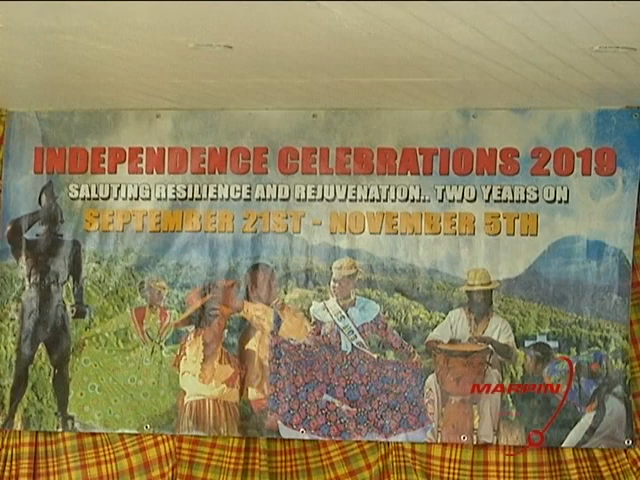 INDEPENDENCE CELEBRATIONS 2019
SALUTING RESILIENCE AND REJUVENATION.. TWO YEARS ON
SEPTEMBER 21ST - NOVEMBER 5TH
MARPIN